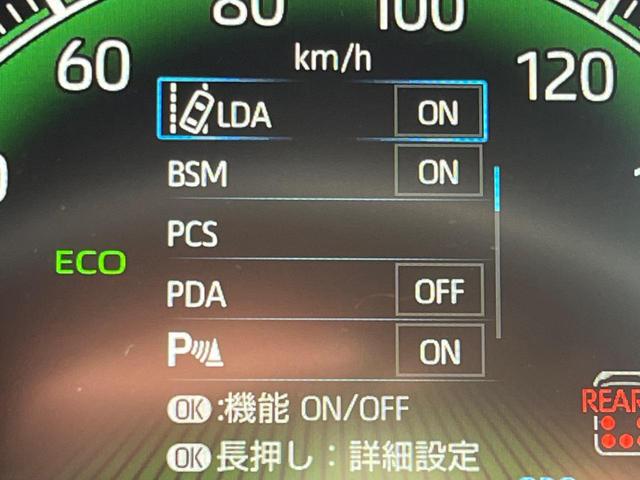 80 100
km/h
60 120
LDA ON
BSM ON
PCS
ECO
PDA OFF
P ON
OK:機能 ON/OFF
REAR
OK長押し：詳細設定